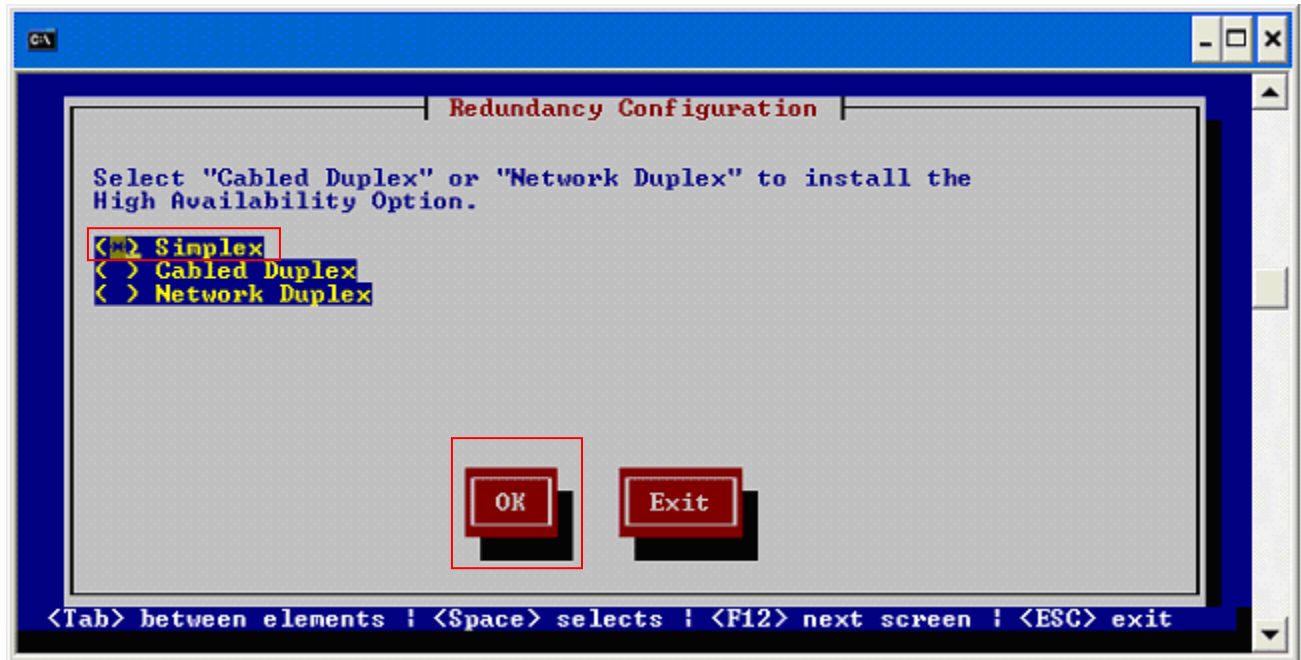 C:\
Redundancy Configuration
Select "Cabled Duplex" or "Network Duplex" to install the
High Availability Option.
(*) Simplex
( ) Cabled Duplex
( ) Network Duplex
OK Exit
<Tab> between elements ¦ <Space> selects ¦ <F12> next screen ¦ <ESC> exit